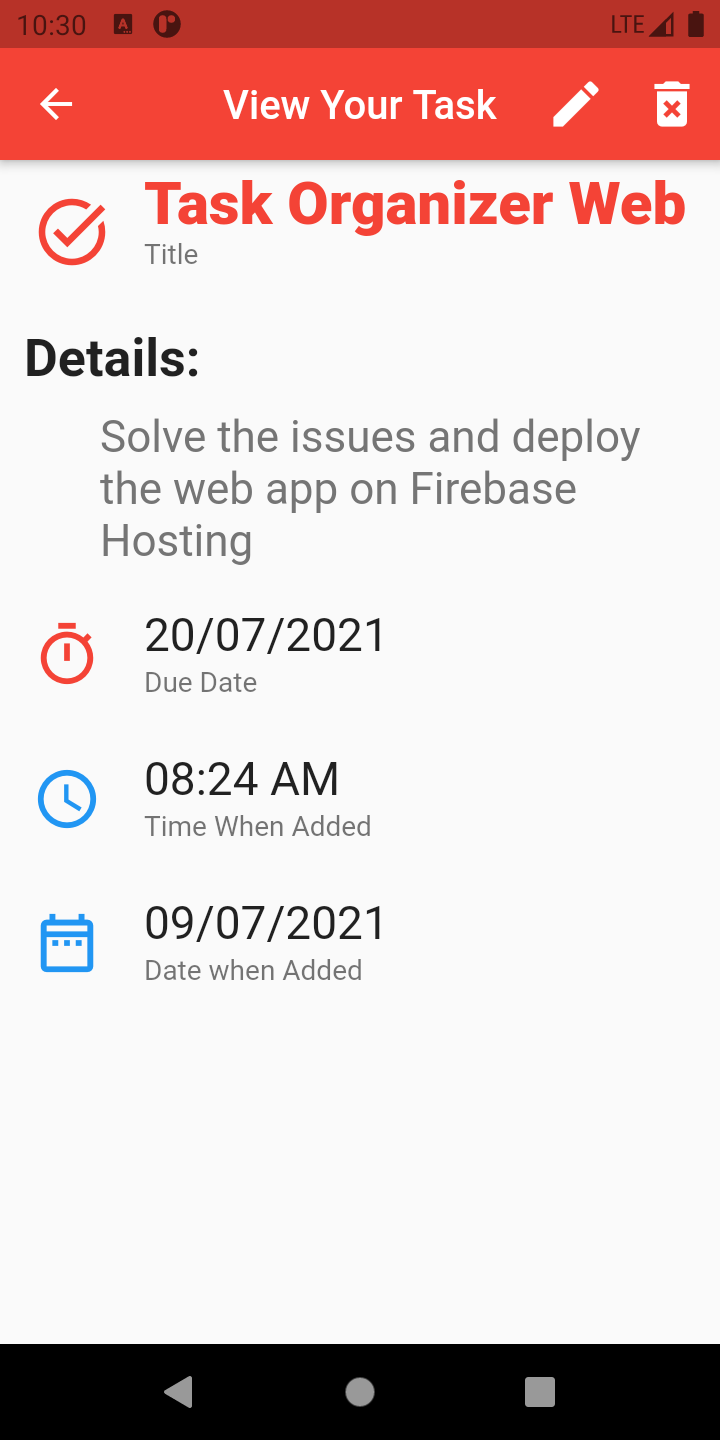 10:30
LTE
View Your Task
Task Organizer Web
Title
Details:
Solve the issues and deploy
the web app on Firebase
Hosting
20/07/2021
Due Date
08:24 AM
Time When Added
09/07/2021
Date when Added